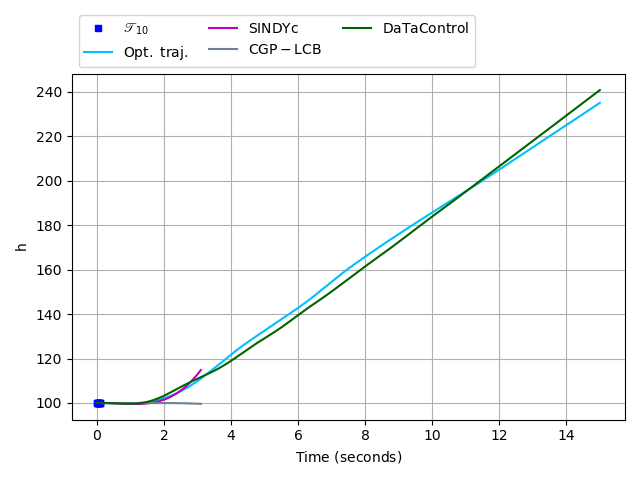 𝒯10 SINDYc DaTaControl
Opt. traj. CGP − LCB
240
220
200
180
160
140
120
100
h
0 2 4 6 8 10 12 14
Time (seconds)